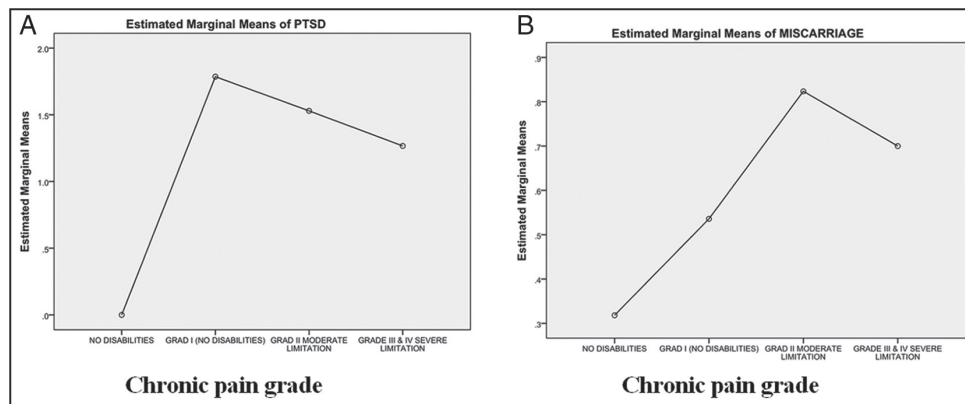 A
Estimated Marginal Means of PTSD
Estimated Marginal Means
2.0
1.5
1.0
.5
.0
NO DISABILITIES
GRAD I (NO DISABILITIES)
GRAD II MODERATE
LIMITATION
GRADE III & IV SEVERE
LIMITATION
Chronic pain grade
B
Estimated Marginal Means of MISCARRIAGE
Estimated Marginal Means
.9
.8
.7
.6
.5
.4
.3
NO DISABILITIES
GRAD I (NO DISABILITIES)
GRAD II MODERATE
LIMITATION
GRADE III & IV SEVERE
LIMITATION
Chronic pain grade